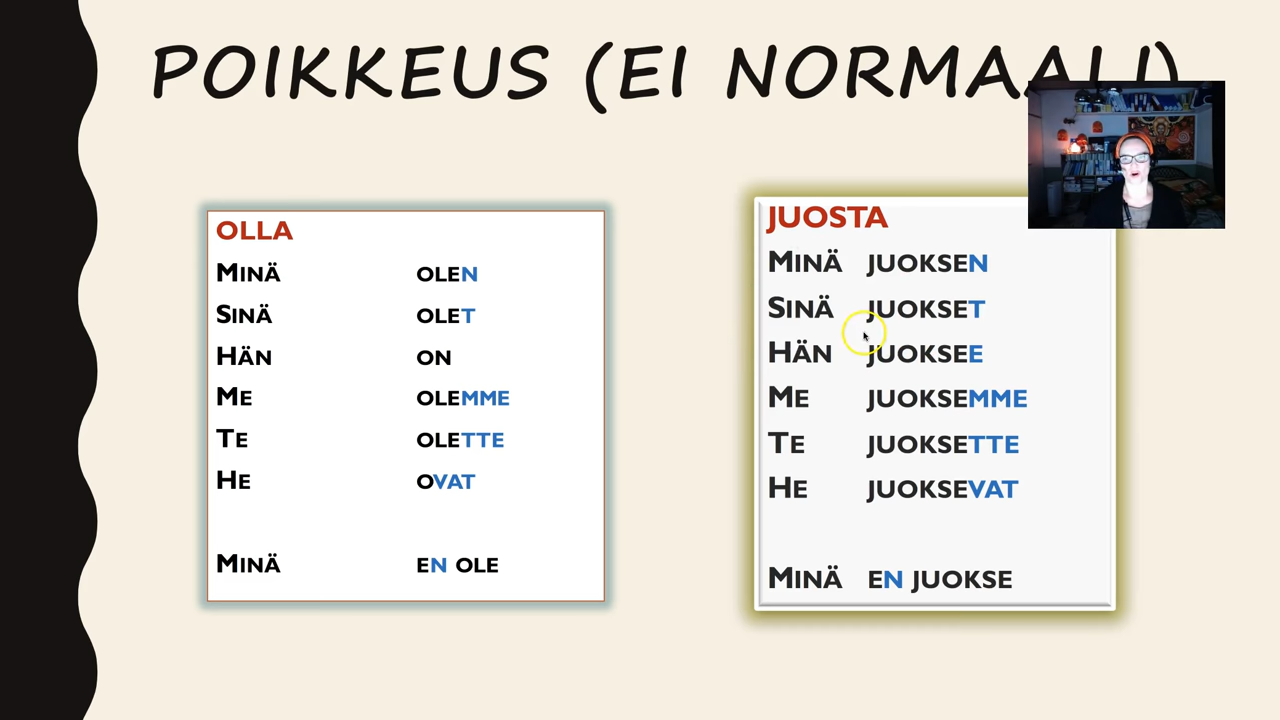 POIKKEUS (EI NORMAALI)
OLLA
MINÄ OLEN
SINÄ OLET
HÄN ON
ME OLEMME
TE OLETTE
HE OVAT
MINÄ EN OLE
JUOSTA
MINÄ JUOKSEN
SINÄ JUOKSET
HÄN JUOKSEE
ME JUOKSEMME
TE JUOKSETTE
HE JUOKSEVAT
MINÄ EN JUOKSE